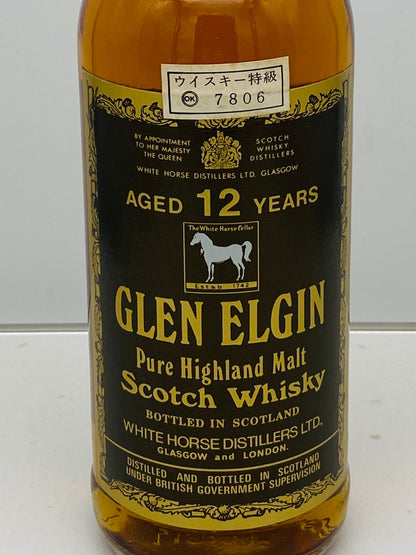 ウイスキー特級
OK 7806
BY APPOINTMENT
TO HER MAJESTY
THE QUEEN
SCOTCH
WHISKY
DISTILLERS
WHITE HORSE DISTILLERS LTD. GLASGOW
AGED 12 YEARS
The White Horse Cellar
Estab 1742
GLEN ELGIN
Pure Highland Malt
Scotch Whisky
BOTTLED IN SCOTLAND
WHITE HORSE DISTILLERS LTD.,
GLASGOW and LONDON.
DISTILLED AND BOTTLED IN SCOTLAND
UNDER BRITISH GOVERNMENT SUPERVISION